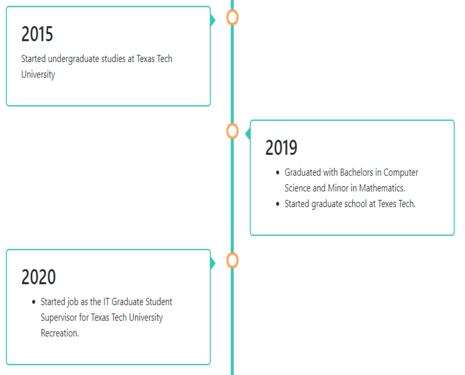 2015
Started undergraduate studies at Texas Tech
University
2019
• Graduated with Bachelors in Computer
Science and Minor in Mathematics.
• Started graduate school at Texes Tech.
2020
• Started job as the IT Graduate Student
Supervisor for Texas Tech University
Recreation.